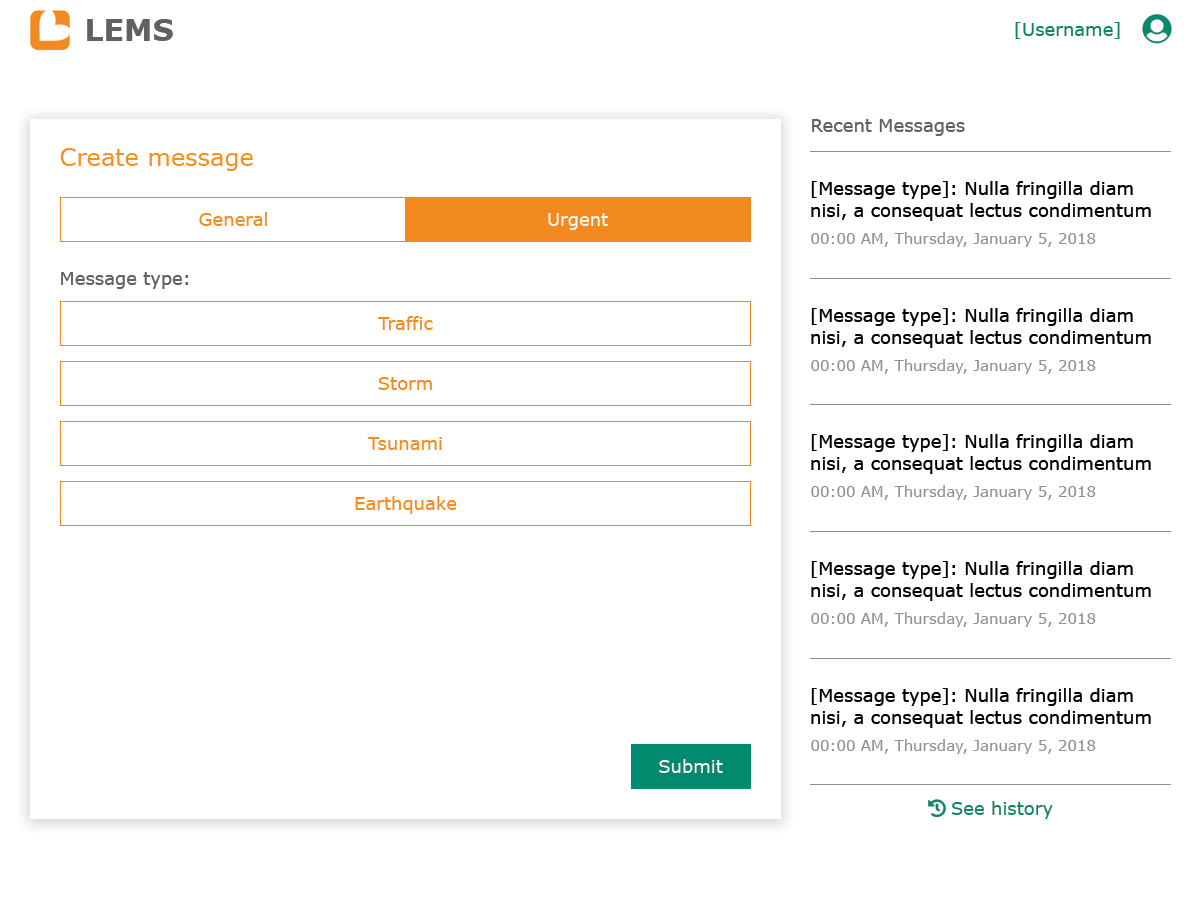 LEMS
[Username]
Create message
General
Urgent
Message type:
Traffic
Storm
Tsunami
Earthquake
Submit
Recent Messages
[Message type]: Nulla fringilla diam
nisi, a consequat lectus condimentum
00:00 AM, Thursday, January 5, 2018
[Message type]: Nulla fringilla diam
nisi, a consequat lectus condimentum
00:00 AM, Thursday, January 5, 2018
[Message type]: Nulla fringilla diam
nisi, a consequat lectus condimentum
00:00 AM, Thursday, January 5, 2018
[Message type]: Nulla fringilla diam
nisi, a consequat lectus condimentum
00:00 AM, Thursday, January 5, 2018
[Message type]: Nulla fringilla diam
nisi, a consequat lectus condimentum
00:00 AM, Thursday, January 5, 2018
See history